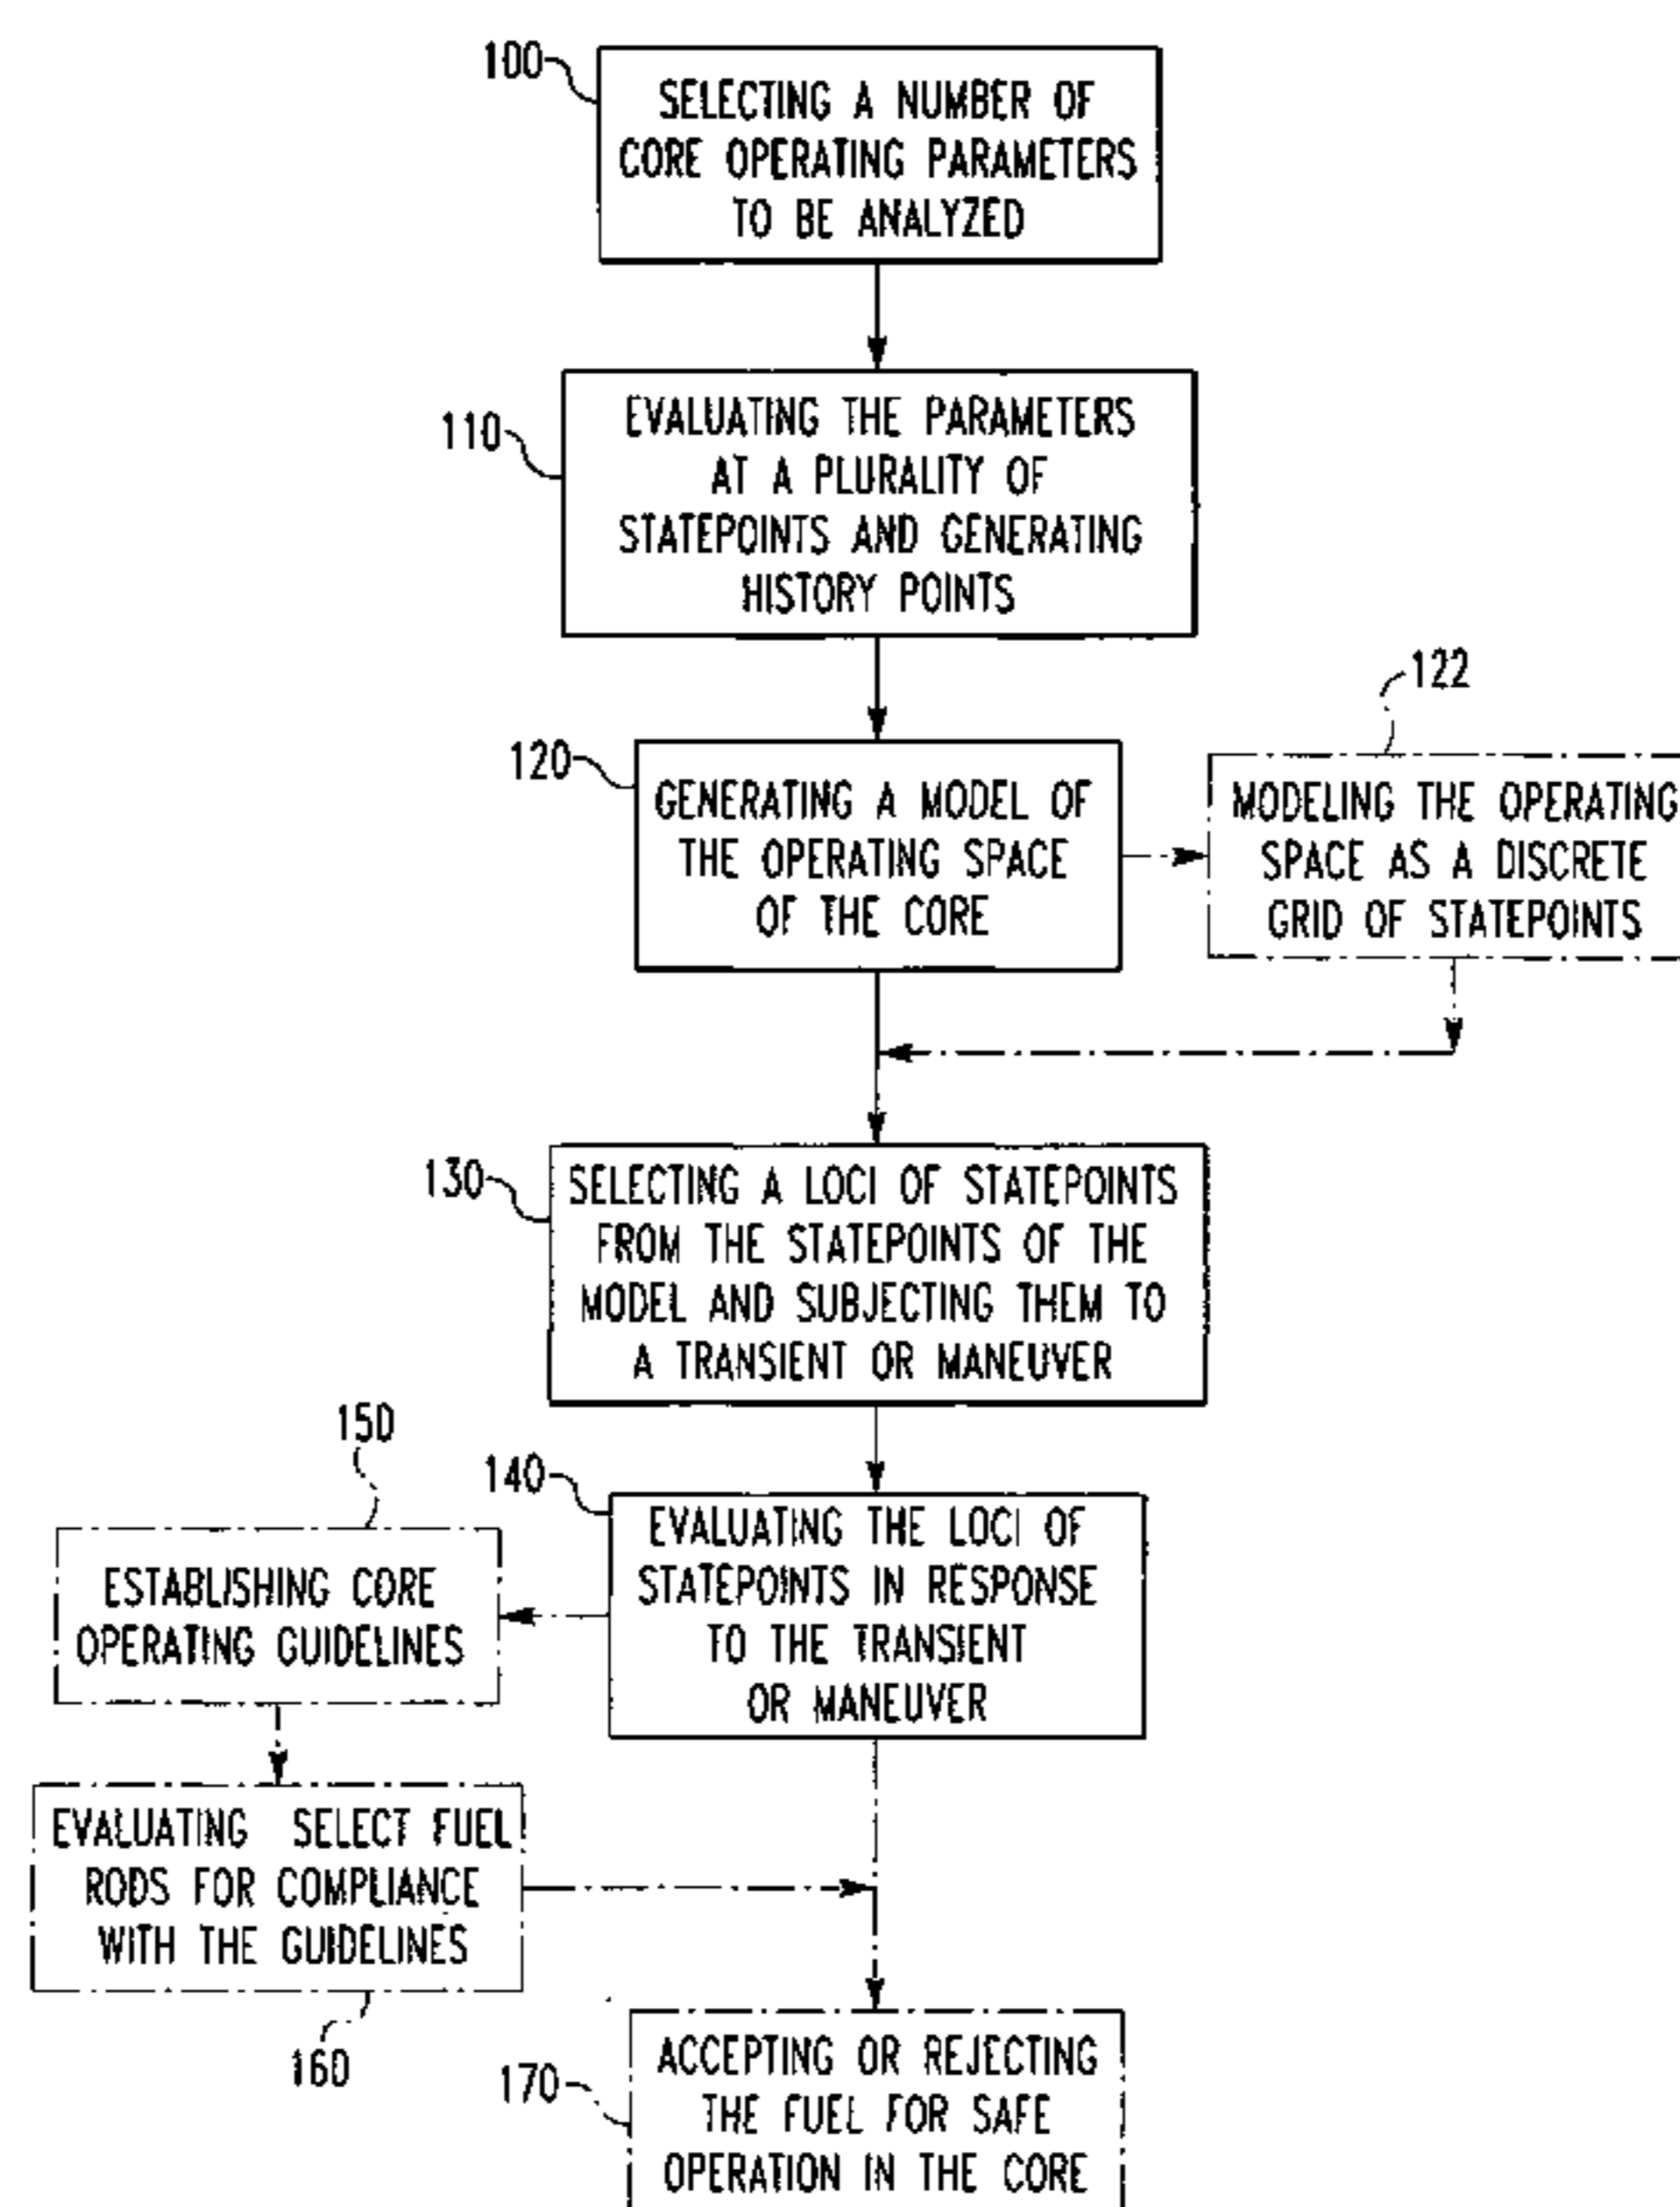 100
SELECTING A NUMBER OF
CORE OPERATING PARAMETERS
TO BE ANALYZED
110
EVALUATING THE PARAMETERS
AT A PLURALITY OF
STATEPOINTS AND GENERATING
HISTORY POINTS
120
GENERATING A MODEL OF
THE OPERATING SPACE
OF THE CORE
122
MODELING THE OPERATING
SPACE AS A DISCRETE
GRID OF STATEPOINTS
130
SELECTING A LOCI OF STATEPOINTS
FROM THE STATEPOINTS OF THE
MODEL AND SUBJECTING THEM TO
A TRANSIENT OR MANEUVER
140
EVALUATING THE LOCI OF
STATEPOINTS IN RESPONSE
TO THE TRANSIENT
OR MANEUVER
150
ESTABLISHING CORE
OPERATING GUIDELINES
EVALUATING SELECT FUEL
RODS FOR COMPLIANCE
WITH THE GUIDELINES
160
170
ACCEPTING OR REJECTING
THE FUEL FOR SAFE
OPERATION IN THE CORE